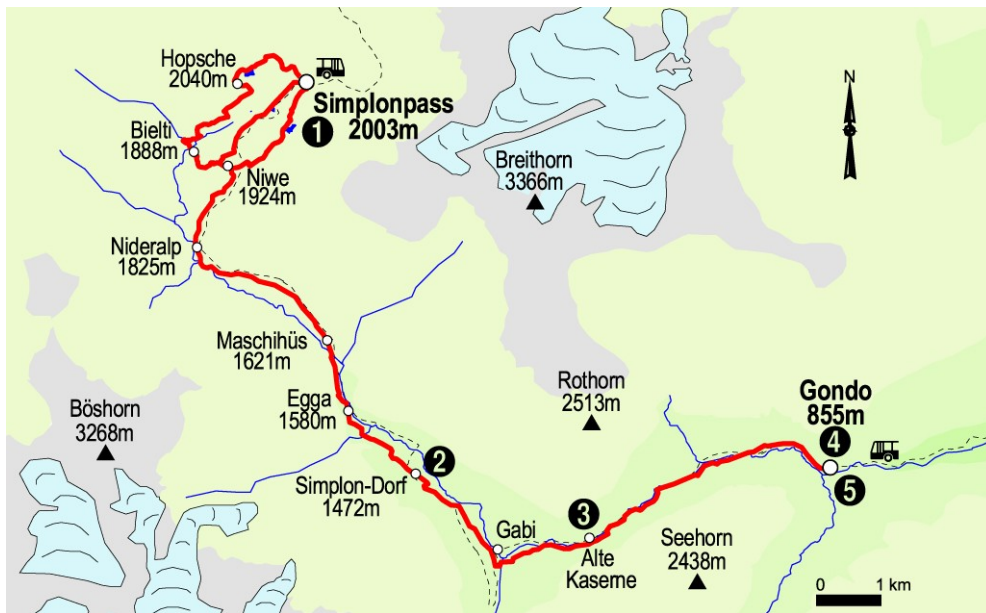 Hopsche
2040m
Simplonpass
2003m
1
N
Bielti
1888m
Niwe
1924m
Breithorn
3366m
Nideralp
1825m
Maschihüs
1621m
Egga
1580m
Böshorn
3268m
Rothorn
2513m
Gondo
855m
4
5
2
Simplon-Dorf
1472m
3
Gabi
Alte
Kaserne
Seehorn
2438m
0 1 km